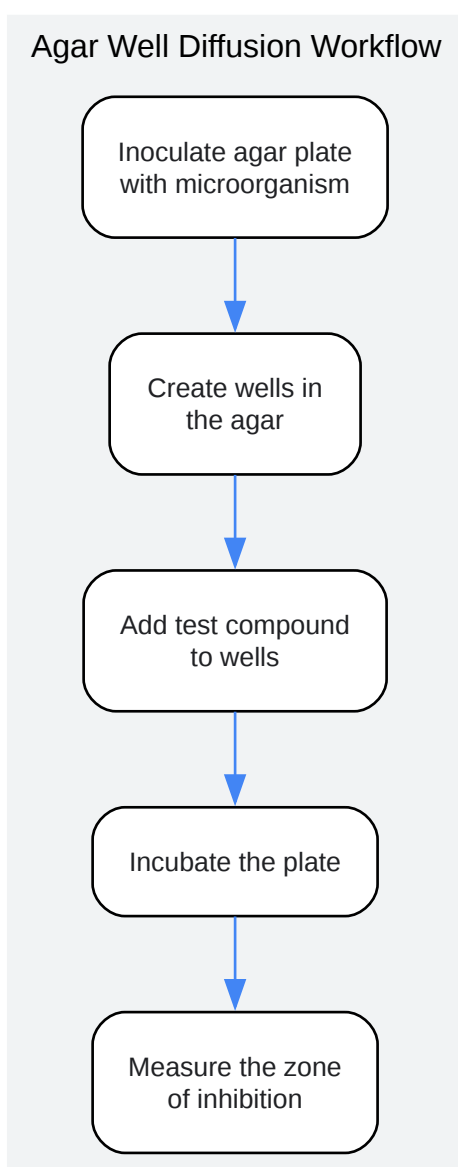 Agar Well Diffusion Workflow
Inoculate agar plate
with microorganism
Create wells in
the agar
Add test compound
to wells
Incubate the plate
Measure the zone
of inhibition